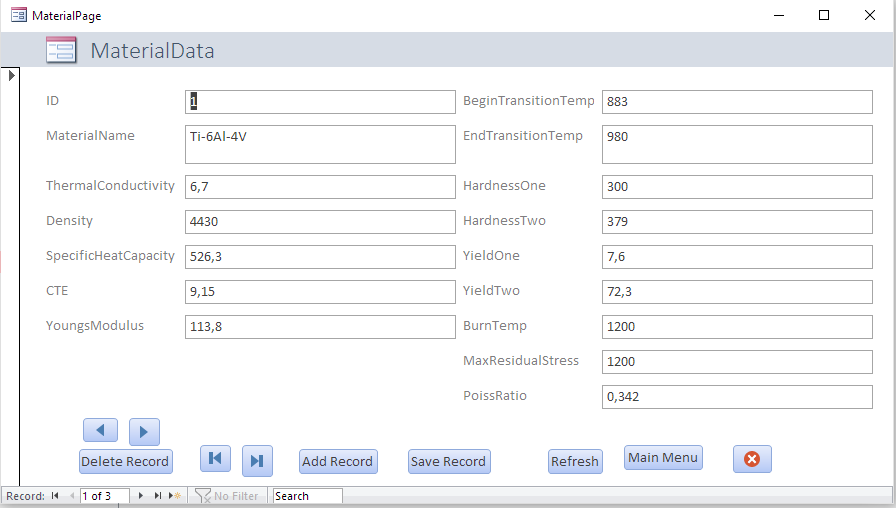 MaterialPage
MaterialData
ID 1
MaterialName Ti-6Al-4V
ThermalConductivity 6,7
Density 4430
SpecificHeatCapacity 526,3
CTE 9,15
YoungsModulus 113,8
BeginTransitionTemp 883
EndTransitionTemp 980
HardnessOne 300
HardnessTwo 379
YieldOne 7,6
YieldTwo 72,3
BurnTemp 1200
MaxResidualStress 1200
PoissRatio 0,342
Delete Record Add Record Save Record Refresh Main Menu
Record: 1 of 3 No Filter Search